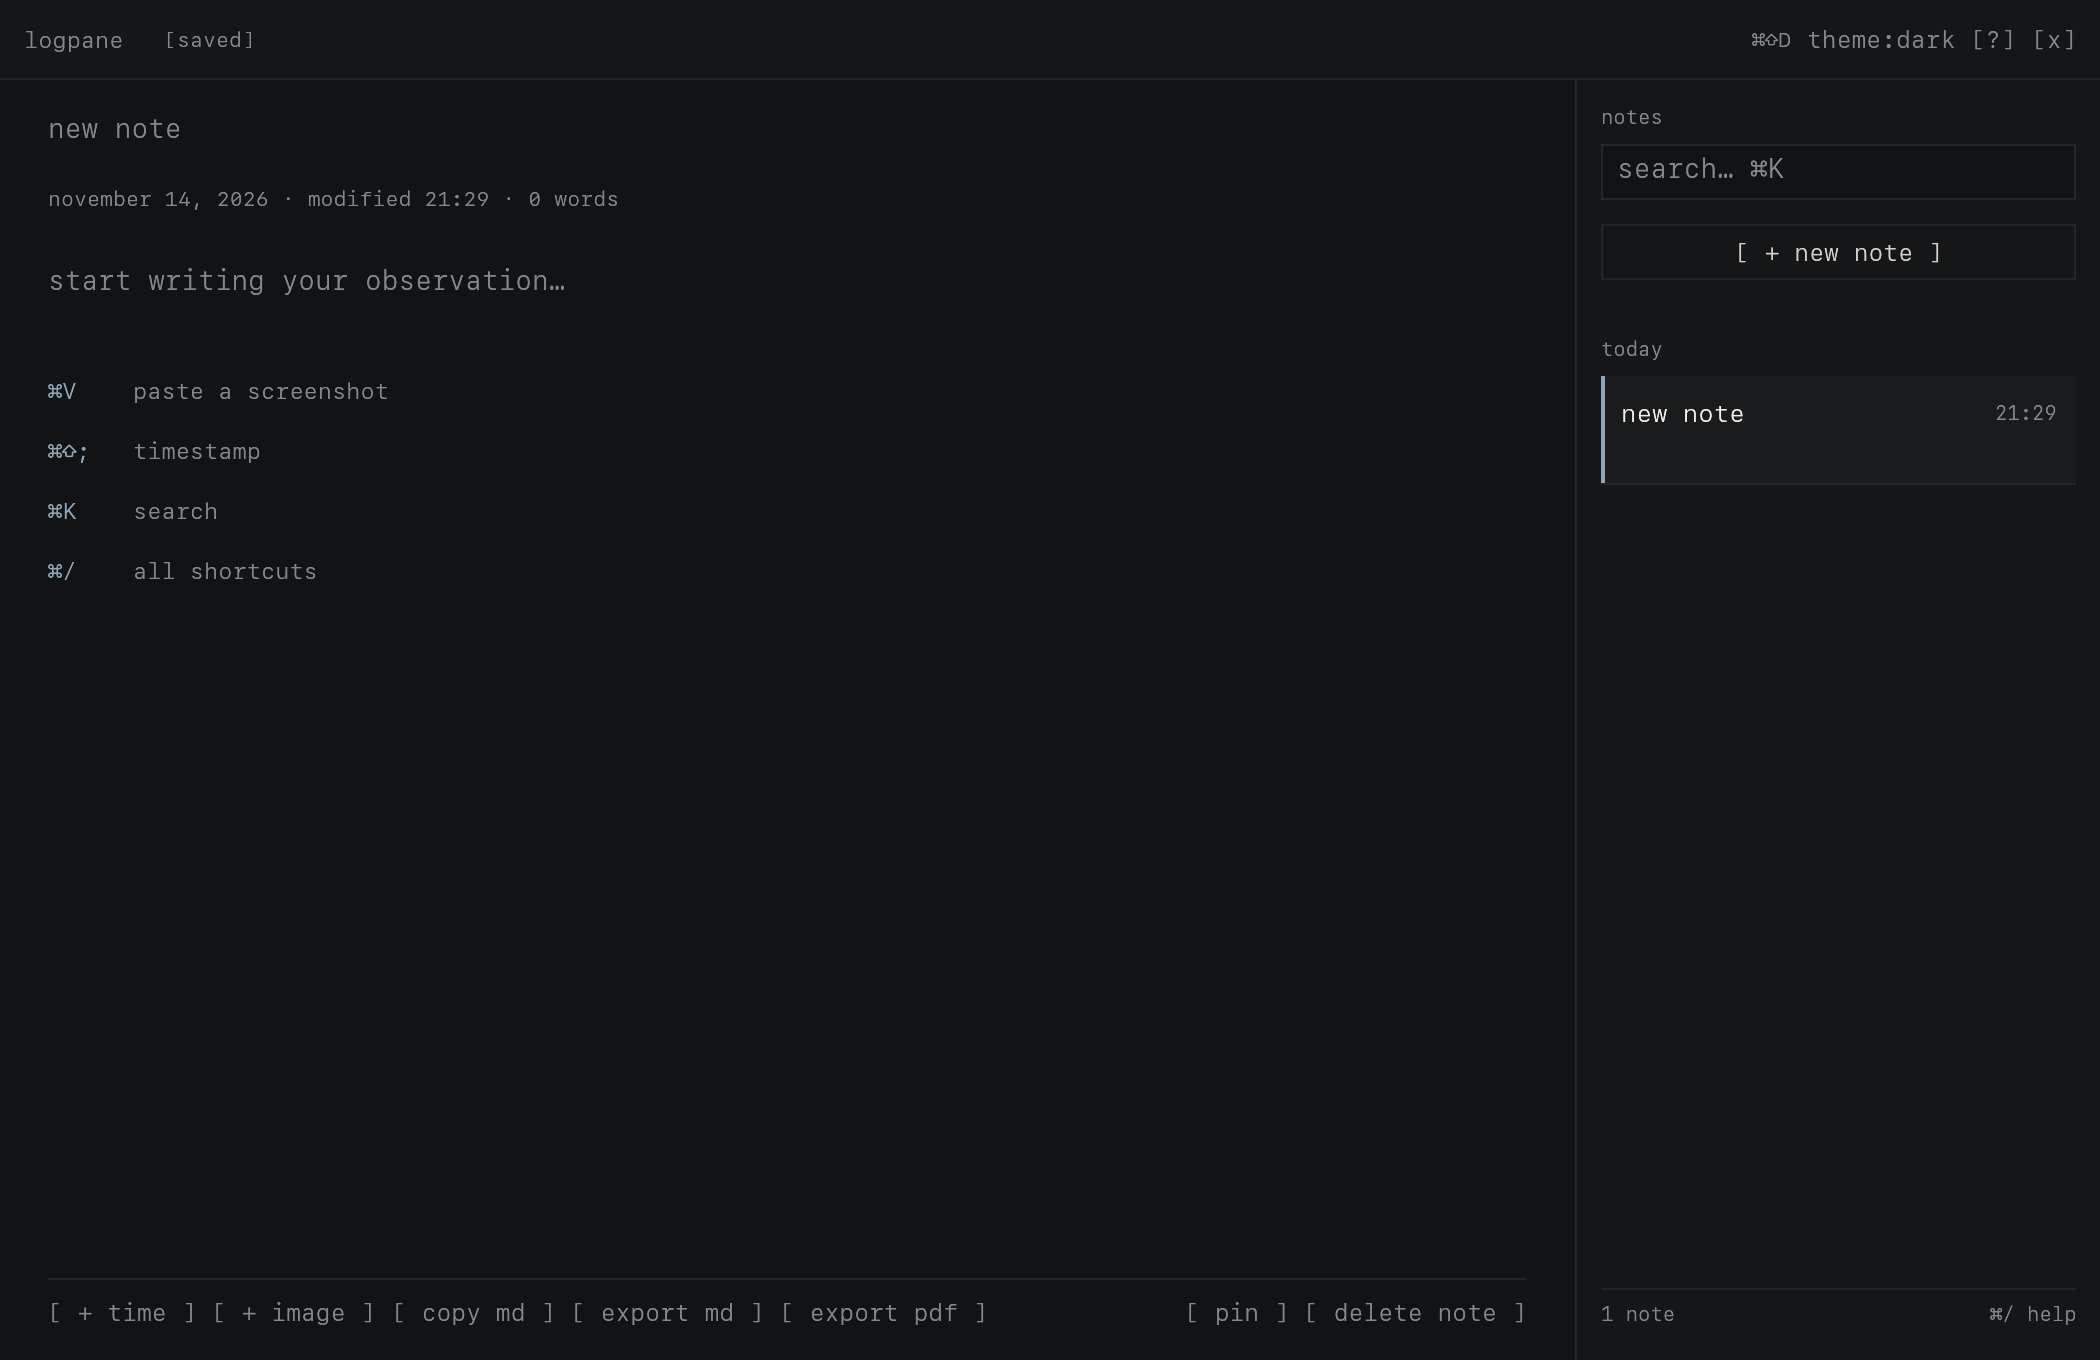 logpane [saved] ⌘⇧D theme:dark [?] [x]
new note
november 14, 2026 · modified 21:29 · 0 words
start writing your observation…
⌘V paste a screenshot
⌘⇧; timestamp
⌘K search
⌘/ all shortcuts
[ + time ] [ + image ] [ copy md ] [ export md ] [ export pdf ] [ pin ] [ delete note ]
notes
search… ⌘K
[ + new note ]
today
new note 21:29
1 note ⌘/ help